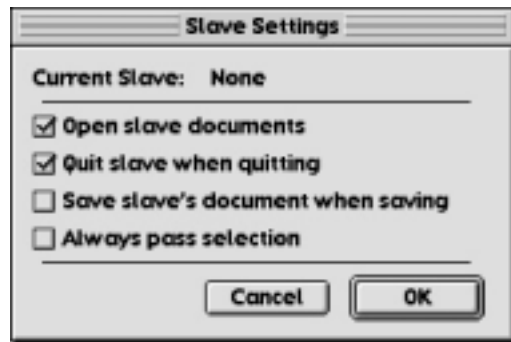 Slave Settings
Current Slave: None
Open slave documents
Quit slave when quitting
Save slave's document when saving
Always pass selection
Cancel OK